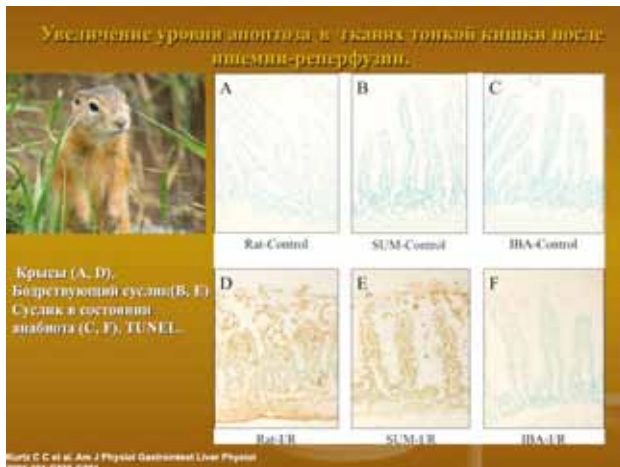 Увеличение уровня апоптоза в тканях тонкой кишки после
ишемии-реперфузии.
A
B
C
Rat-Control
SUM-Control
IBA-Control
Крысы (A, D).
Бодрствующий суслик(B, E)
Суслик в состоянии
анабиоза (C, F). TUNEL.
D
E
F
Rat-I/R
SUM-I/R
IBA-I/R
Kurtz C C et al. Am J Physiol Gastrointest Liver Physiol